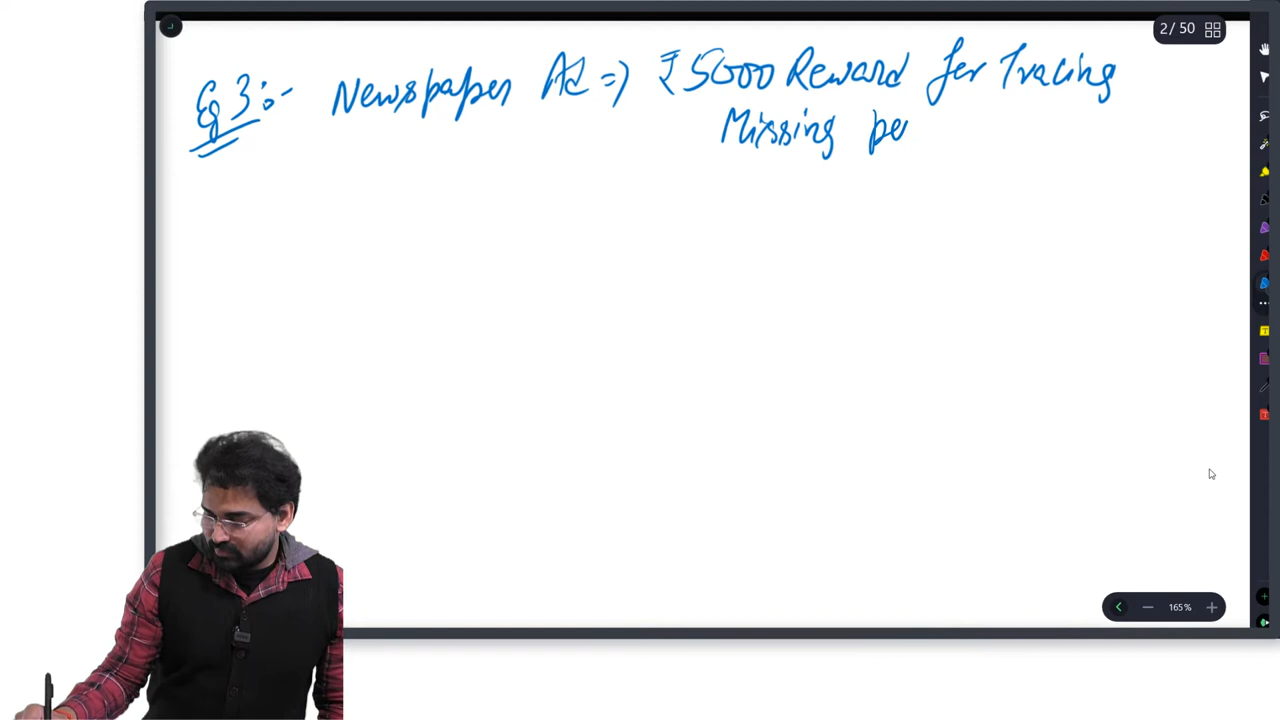 2/50
Eg 3:- Newspaper Ad => ₹5000 Reward for Tracing
Missing pe
165%